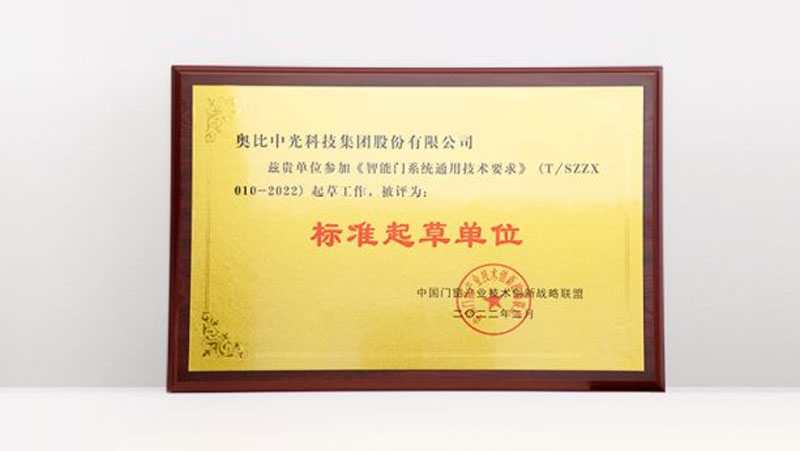 奥比中光科技集团股份有限公司
兹贵单位参加《智能门系统通用技术要求》（T/SZZX
010-2022）起草工作，被评为：
标准起草单位
中国门窗产业技术创新战略联盟
二〇二二年 月